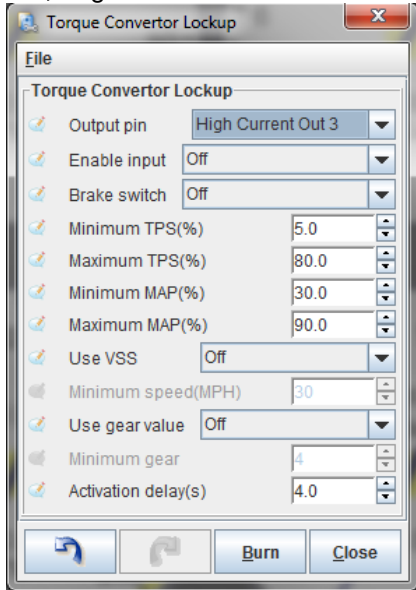 Torque Convertor Lockup
File
Torque Convertor Lockup
Output pin High Current Out 3
Enable input Off
Brake switch Off
Minimum TPS(%) 5.0
Maximum TPS(%) 80.0
Minimum MAP(%) 30.0
Maximum MAP(%) 90.0
Use VSS Off
Minimum speed(MPH) 30
Use gear value Off
Minimum gear 4
Activation delay(s) 4.0
Burn Close